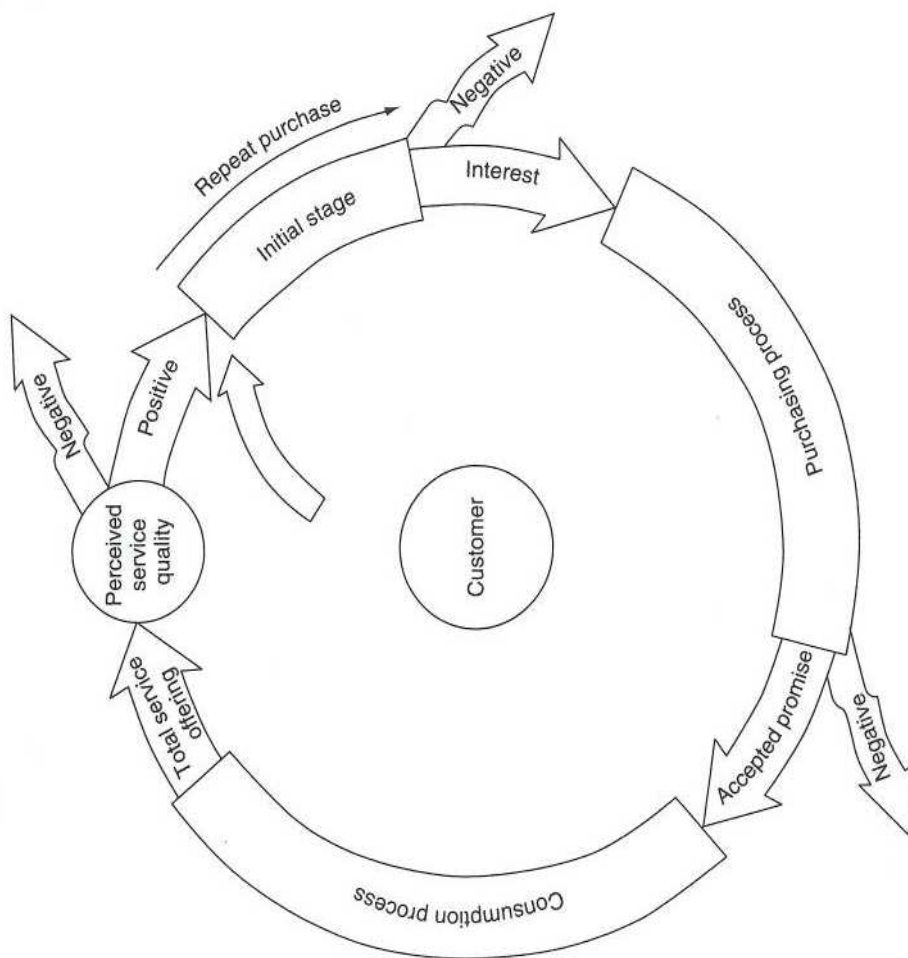 Repeat purchase
Initial stage
Negative
Interest
Purchasing process
Negative
Accepted promise
Consumption process
Total service
offering
Perceived
service
quality
Negative
Positive
Customer